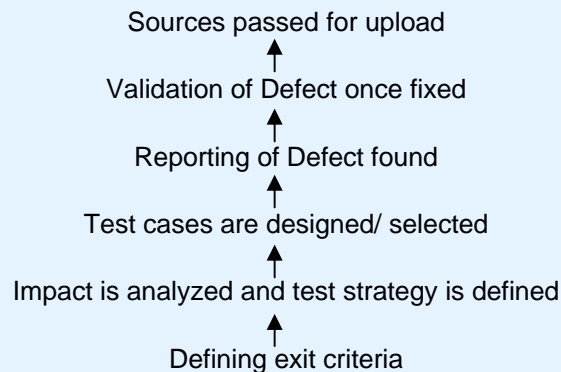 Sources passed for upload
Validation of Defect once fixed
Reporting of Defect found
Test cases are designed/ selected
Impact is analyzed and test strategy is defined
Defining exit criteria